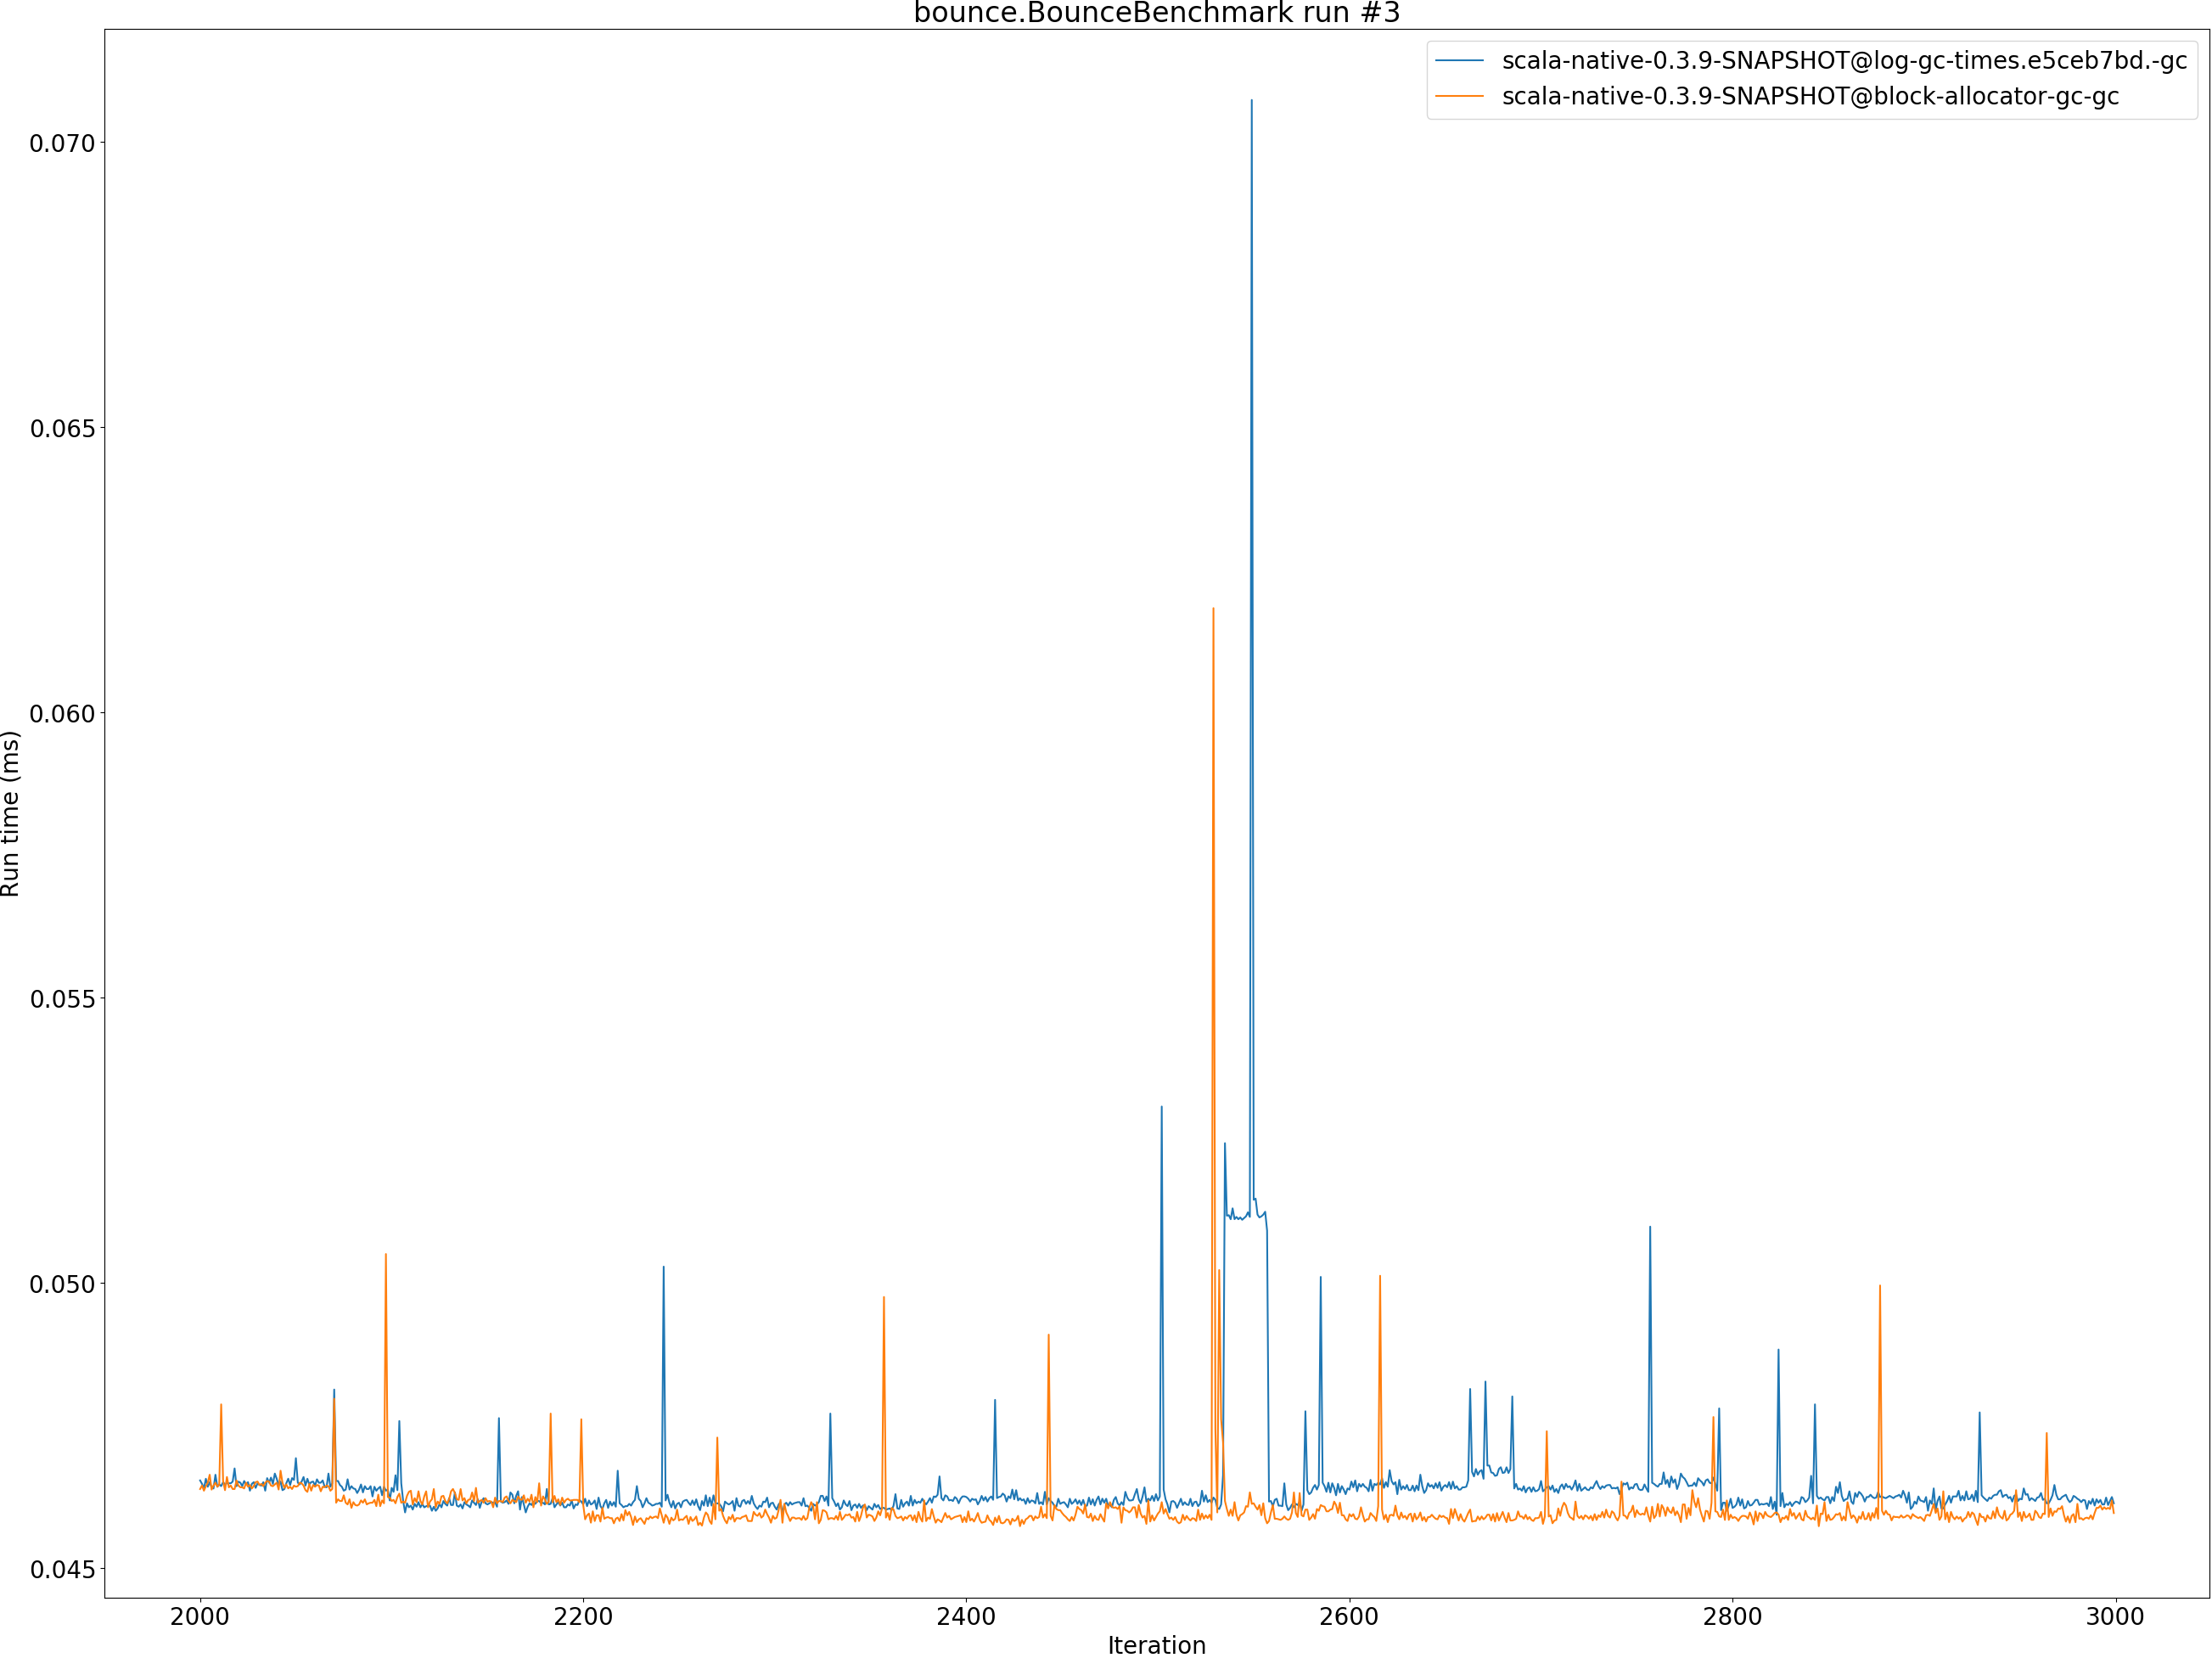 bounce.BounceBenchmark run #3
scala-native-0.3.9-SNAPSHOT@log-gc-times.e5ceb7bd.-gc
scala-native-0.3.9-SNAPSHOT@block-allocator-gc-gc
0.070
0.065
0.060
0.055
0.050
0.045
Run time (ms)
2000 2200 2400 2600 2800 3000
Iteration